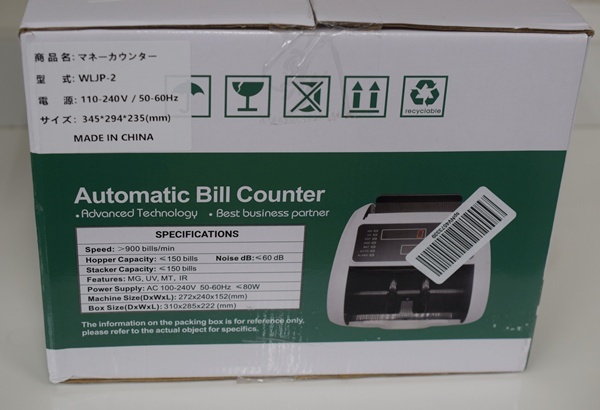 商品名: マネーカウンター
型 式: WLJP-2
電 源: 110-240V / 50-60Hz
サイズ: 345*294*235(mm)
MADE IN CHINA
recyclable
Automatic Bill Counter
•Advanced Technology •Best business partner
SPECIFICATIONS
Speed: >900 bills/min
Hopper Capacity: ≤150 bills Noise dB: ≤60 dB
Stacker Capacity: ≤150 bills
Features: MG, UV, MT, IR
Power Supply: AC 100-240V 50-60Hz ≤80W
Machine Size(DxWxL): 272x240x152(mm)
Box Size(DxWxL): 310x285x222 (mm)
The information on the packing box is for reference only,
please refer to the actual object for specifics.